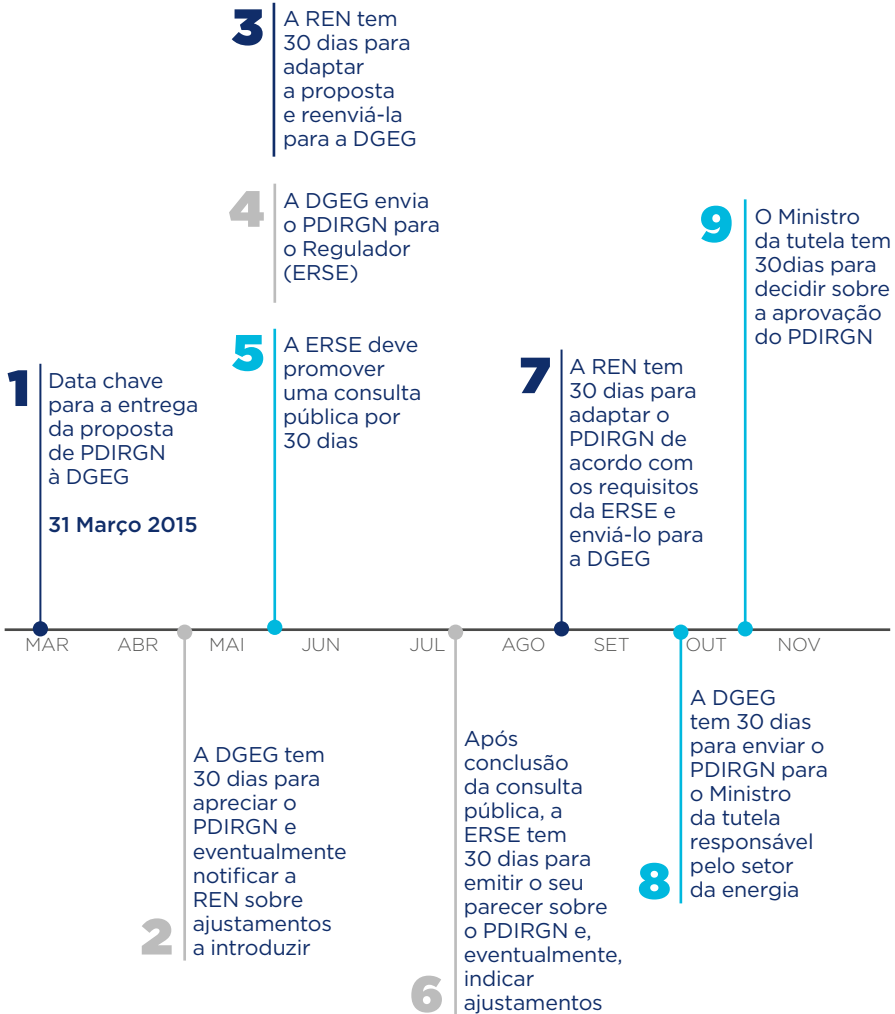 1
Data chave
para a entrega
da proposta
de PDIRGN
à DGEG
31 Março 2015
2
A DGEG tem
30 dias para
apreciar o
PDIRGN e
eventualmente
notificar a
REN sobre
ajustamentos
a introduzir
3
A REN tem
30 dias para
adaptar
a proposta
e reenviá-la
para a DGEG
4
A DGEG envia
o PDIRGN para
o Regulador
(ERSE)
5
A ERSE deve
promover
uma consulta
pública por
30 dias
6
Após
conclusão
da consulta
pública, a
ERSE tem
30 dias para
emitir o seu
parecer sobre
o PDIRGN e,
eventualmente,
indicar
ajustamentos
7
A REN tem
30 dias para
adaptar o
PDIRGN de
acordo com
os requisitos
da ERSE e
enviá-lo para
a DGEG
8
A DGEG
tem 30 dias
para enviar o
PDIRGN para
o Ministro
da tutela
responsável
pelo setor
da energia
9
O Ministro
da tutela tem
30dias para
decidir sobre
a aprovação
do PDIRGN
MAR ABR MAI JUN JUL AGO SET OUT NOV